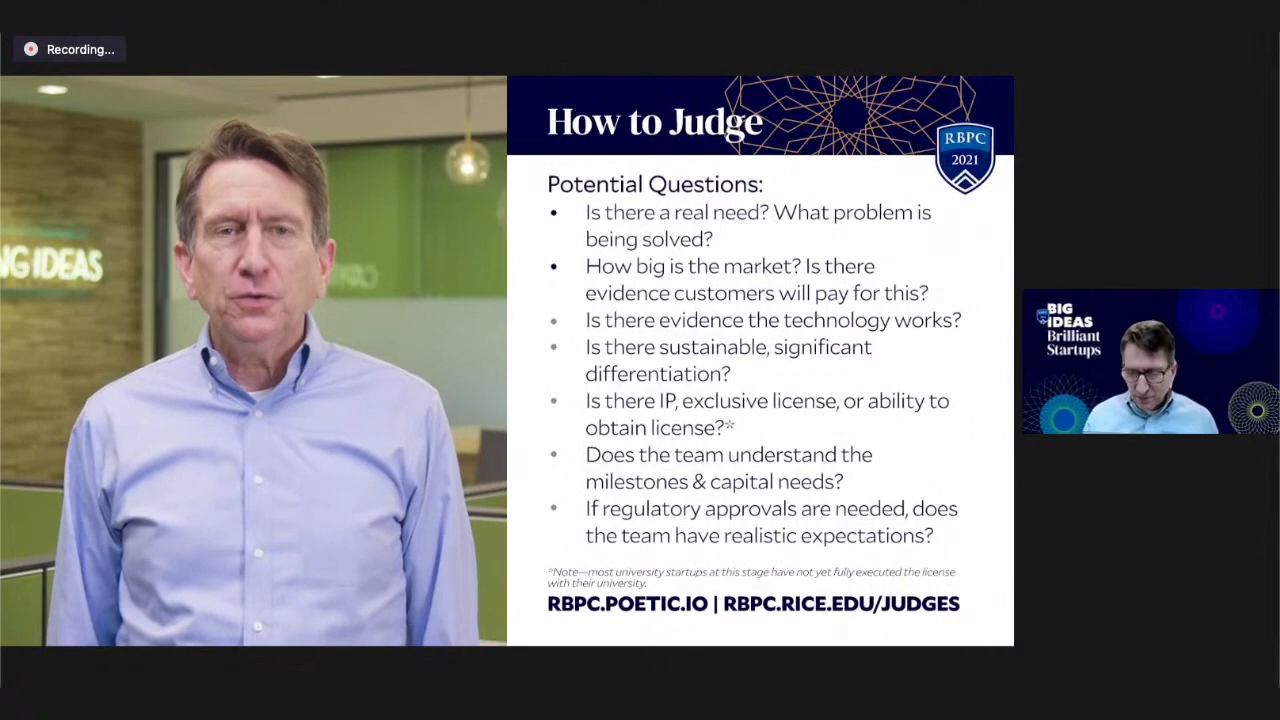 Recording...
NG IDEAS
How to Judge
RBPC
2021
Potential Questions:
• Is there a real need? What problem is
being solved?
• How big is the market? Is there
evidence customers will pay for this?
• Is there evidence the technology works?
• Is there sustainable, significant
differentiation?
• Is there IP, exclusive license, or ability to
obtain license?*
• Does the team understand the
milestones & capital needs?
• If regulatory approvals are needed, does
the team have realistic expectations?
*Note—most university startups at this stage have not yet fully executed the license
with their university.
RBPC.POETIC.IO | RBPC.RICE.EDU/JUDGES
BIG
IDEAS
Brilliant
Startups